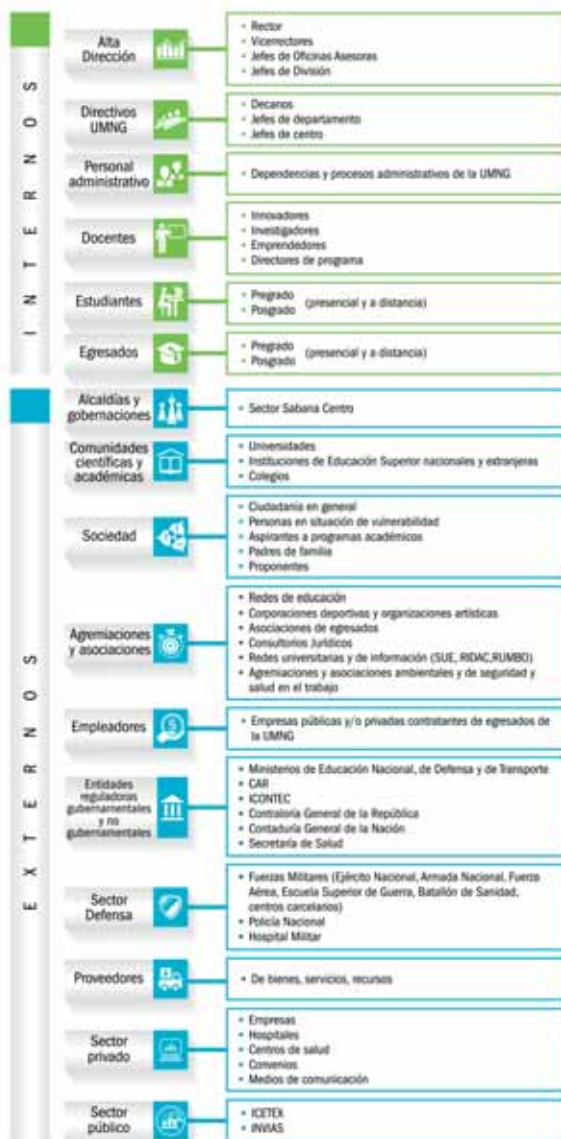 INTERNOS
Alta
Dirección
• Rector
• Vicerrectores
• Jefes de Oficinas Asesoras
• Jefes de División
Directivos
UMNG
• Decanos
• Jefes de departamento
• Jefes de centro
Personal
administrativo
• Dependencias y procesos administrativos de la UMNG
Docentes
• Innovadores
• Investigadores
• Emprendedores
• Directores de programa
Estudiantes
• Pregrado
• Posgrado (presencial y a distancia)
Egresados
• Pregrado
• Posgrado (presencial y a distancia)
EXTERNOS
Alcaldías y
gobernaciones
• Sector Sabana Centro
Comunidades
científicas y
académicas
• Universidades
• Instituciones de Educación Superior nacionales y extranjeras
• Colegios
Sociedad
• Ciudadanía en general
• Personas en situación de vulnerabilidad
• Aspirantes a programas académicos
• Padres de familia
• Proponentes
Agremiaciones
y asociaciones
• Redes de educación
• Corporaciones deportivas y organizaciones artísticas
• Asociaciones de egresados
• Consultorios Jurídicos
• Redes universitarias y de información (SUE, RIDAC,RUMBO)
• Agremiaciones y asociaciones ambientales y de seguridad y
salud en el trabajo
Empleadores
• Empresas públicas y/o privadas contratantes de egresados de
la UMNG
Entidades
reguladoras
gubernamentales
y no
gubernamentales
• Ministerios de Educación Nacional, de Defensa y de Transporte
• CAR
• ICONTEC
• Contraloría General de la República
• Contaduría General de la Nación
• Secretaría de Salud
Sector
Defensa
• Fuerzas Militares (Ejército Nacional, Armada Nacional, Fuerza
Aérea, Escuela Superior de Guerra, Batallón de Sanidad,
centros carcelarios)
• Policía Nacional
• Hospital Militar
Proveedores
• De bienes, servicios, recursos
Sector
privado
• Empresas
• Hospitales
• Centros de salud
• Convenios
• Medios de comunicación
Sector
público
• ICETEX
• INVIAS